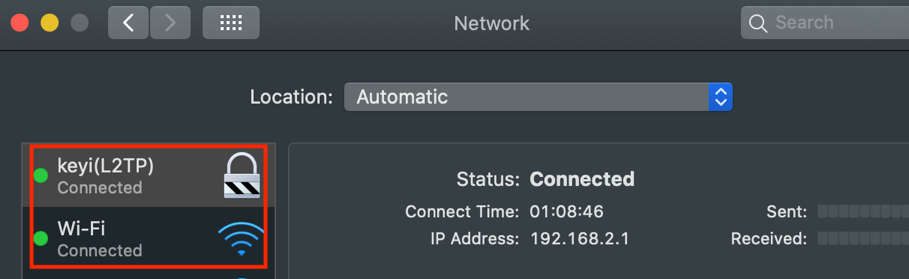 Network
Search
Location: Automatic
keyi(L2TP)
Connected
Wi-Fi
Connected
Status: Connected
Connect Time: 01:08:46
Sent:
IP Address: 192.168.2.1
Received: